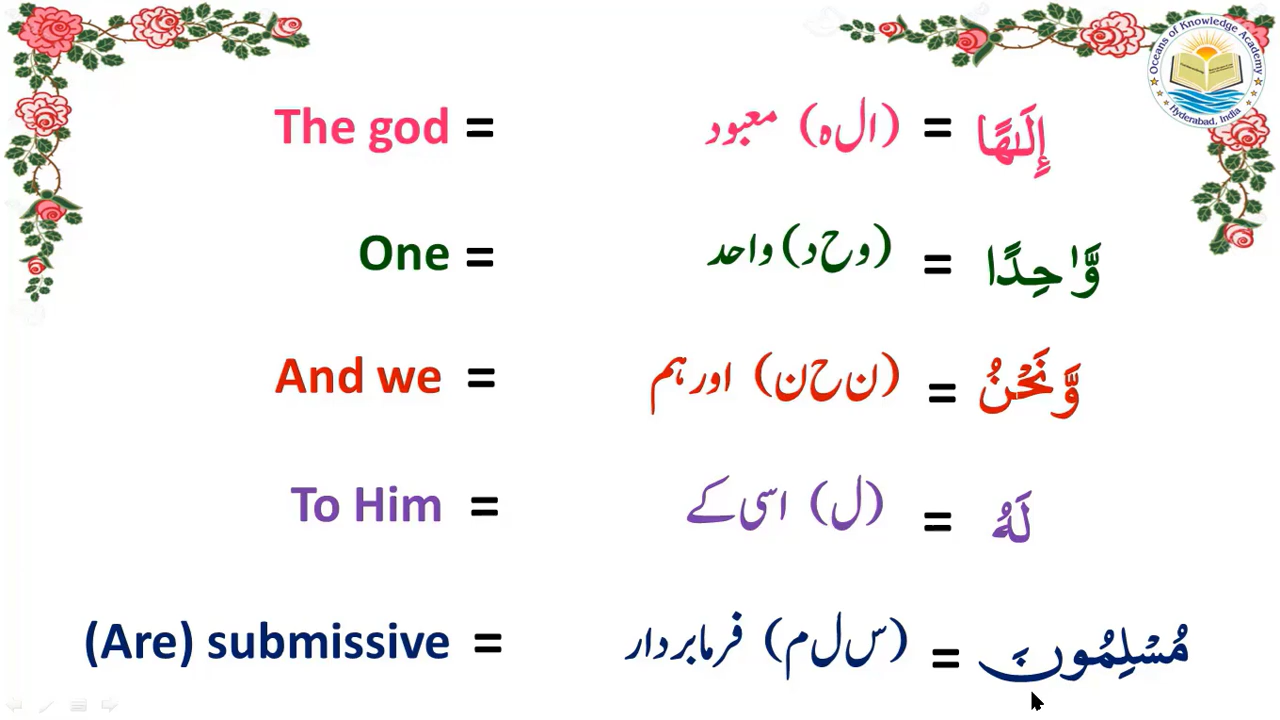 Oceans of Knowledge Academy
Hyderabad, India
إِلَـٰهًا = (ا ل ہ) معبود = The god
وَّٰحِدًا = (و ح د) واحد = One
وَّنَحْنُ = (ن ح ن) اور ہم = And we
لَهُ = (ل) اسی کے = To Him
مُسْلِمُونَ = (س ل م) فرمابردار = (Are) submissive